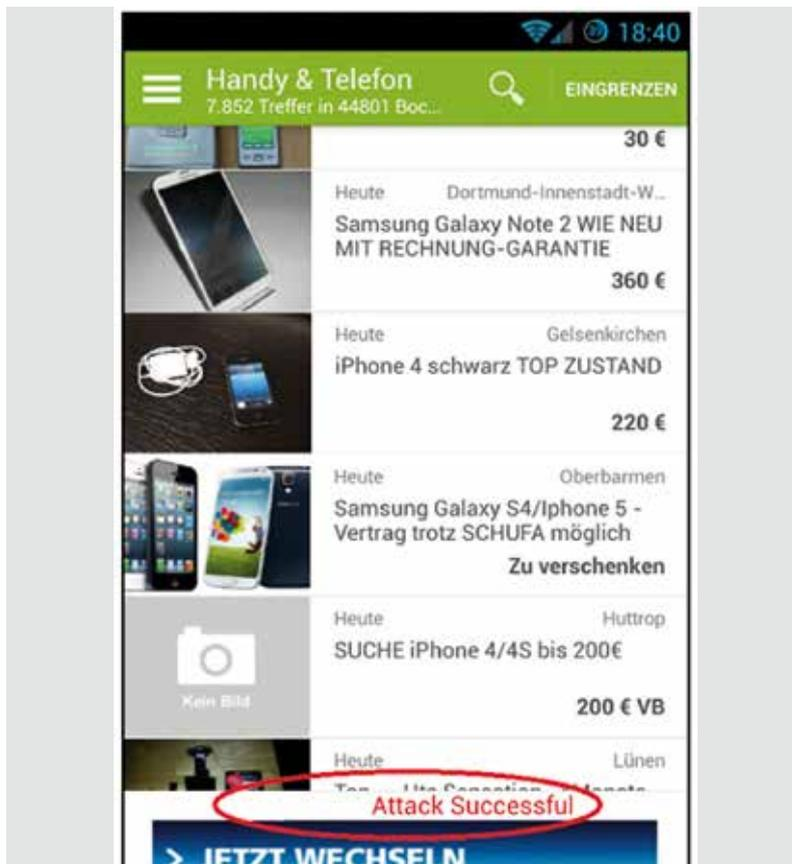 18:40
Handy & Telefon
7.852 Treffer in 44801 Boc...
EINGRENZEN
30 €
Heute Dortmund-Innenstadt-W...
Samsung Galaxy Note 2 WIE NEU
MIT RECHNUNG-GARANTIE
360 €
Heute Gelsenkirchen
iPhone 4 schwarz TOP ZUSTAND
220 €
Heute Oberbarmen
Samsung Galaxy S4/Iphone 5 -
Vertrag trotz SCHUFA möglich
Zu verschenken
Heute Huttrop
SUCHE iPhone 4/4S bis 200€
Kein Bild
200 € VB
Heute Lünen
Attack Successful
> JETZT WECHSELN